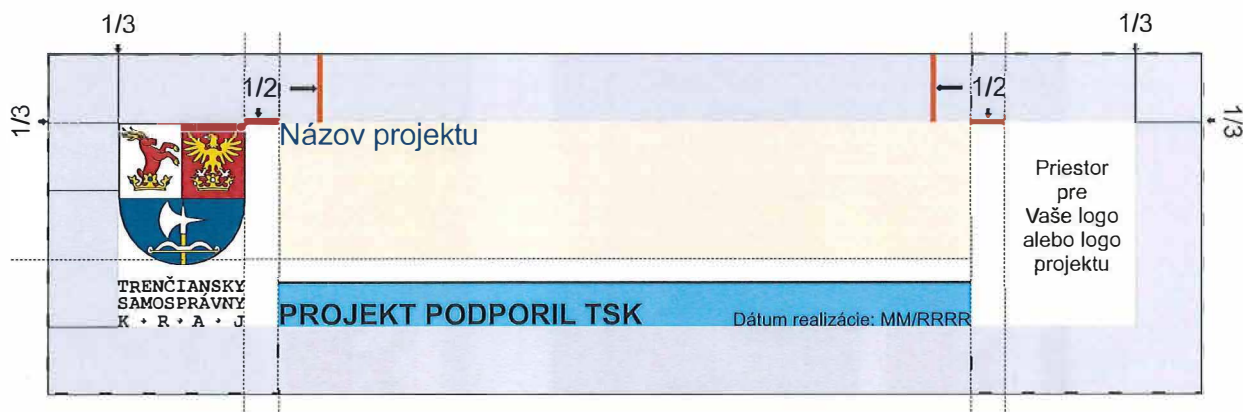 1/3
1/3
1/2
1/2
1/3
1/3
Názov projektu
Priestor
pre
Vaše logo
alebo logo
projektu
TRENČIANSKY
SAMOSPRÁVNY
K · R · A · J
PROJEKT PODPORIL TSK
Dátum realizácie: MM/RRRR